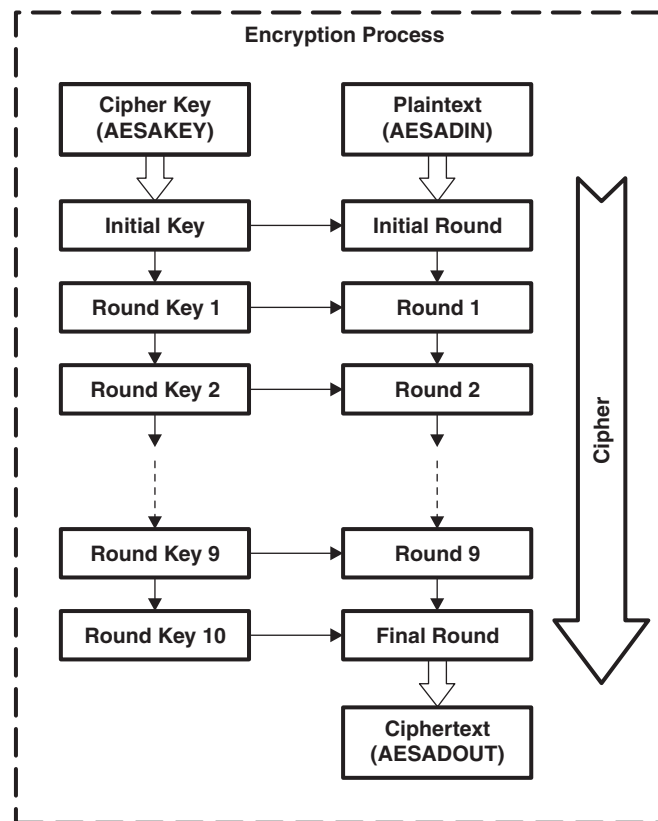 Encryption Process
Cipher Key
(AESAKEY)
Plaintext
(AESADIN)
Initial Key
Initial Round
Round Key 1
Round 1
Round Key 2
Round 2
Round Key 9
Round 9
Round Key 10
Final Round
Ciphertext
(AESADOUT)
Cipher